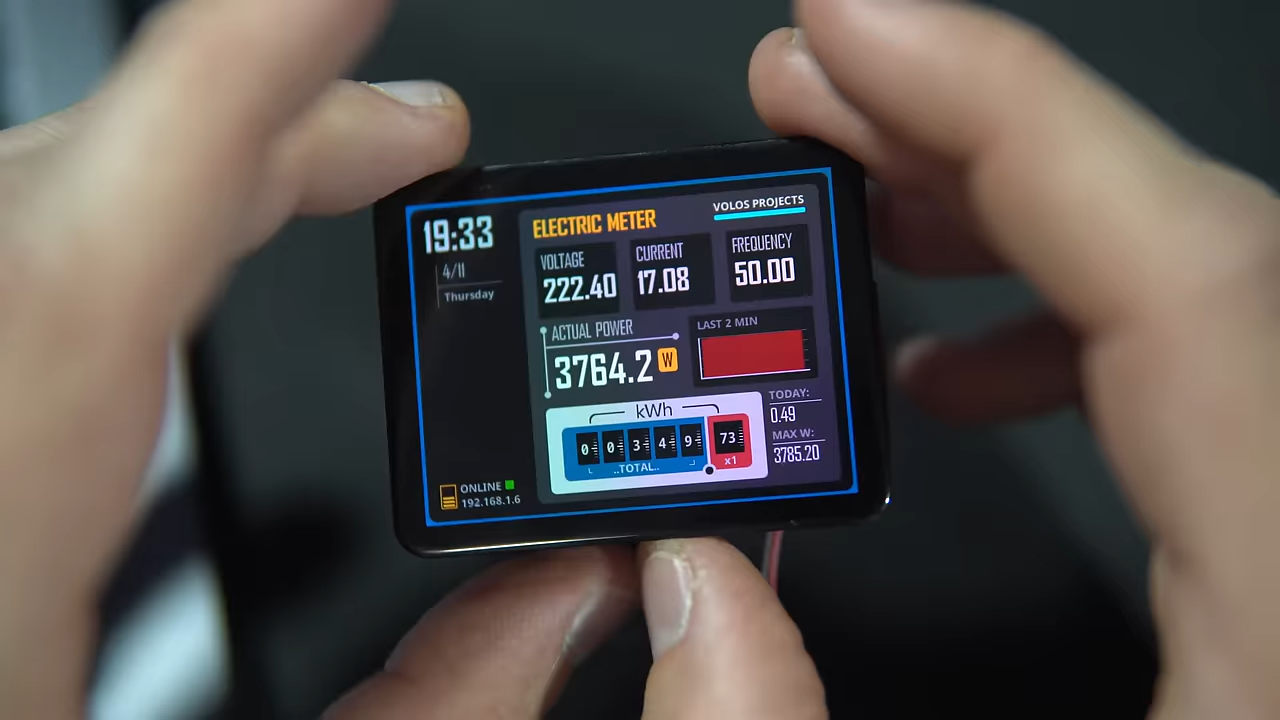 19:33
4/11
Thursday
ELECTRIC METER
VOLOS PROJECTS
VOLTAGE
222.40
CURRENT
17.08
FREQUENCY
50.00
ACTUAL POWER
3764.2 W
LAST 2 MIN
kWh
0 0 3 4 9 73
..TOTAL..
x1
TODAY:
0.49
MAX W:
3785.20
ONLINE
192.168.1.6